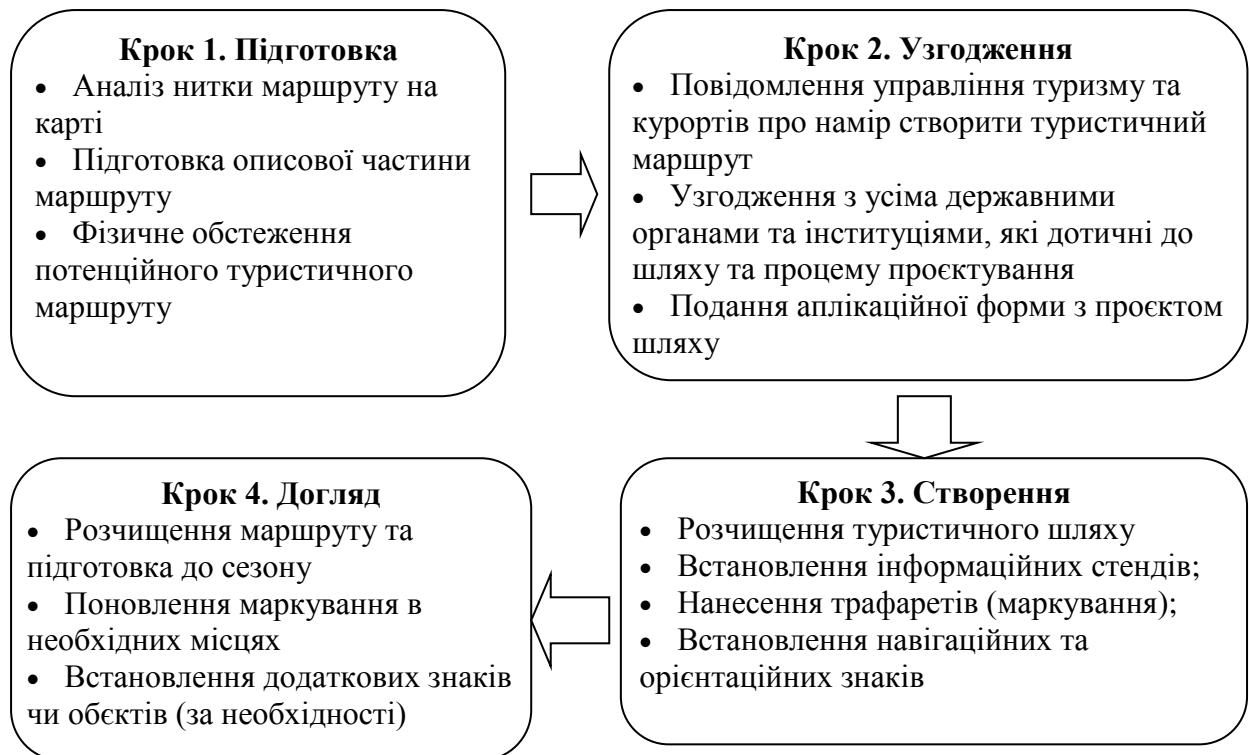 Крок 1. Підготовка
• Аналіз нитки маршруту на
карті
• Підготовка описової частини
маршруту
• Фізичне обстеження
потенційного туристичного
маршруту
Крок 2. Узгодження
• Повідомлення управління туризму та
курортів про намір створити туристичний
маршрут
• Узгодження з усіма державними
органами та інституціями, які дотичні до
шляху та процему проєктування
• Подання аплікаційної форми з проєктом
шляху
Крок 3. Створення
• Розчищення туристичного шляху
• Встановлення інформаційних стендів;
• Нанесення трафаретів (маркування);
• Встановлення навігаційних та
орієнтаційних знаків
Крок 4. Догляд
• Розчищення маршруту та
підготовка до сезону
• Поновлення маркування в
необхідних місцях
• Встановлення додаткових знаків
чи обєктів (за необхідності)